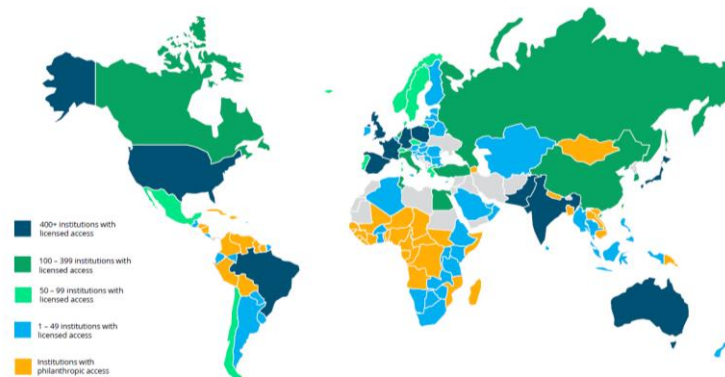 400+ institutions with
licensed access
100 – 399 institutions with
licensed access
50 – 99 institutions with
licensed access
1 – 49 institutions with
licensed access
Institutions with
philanthropic access